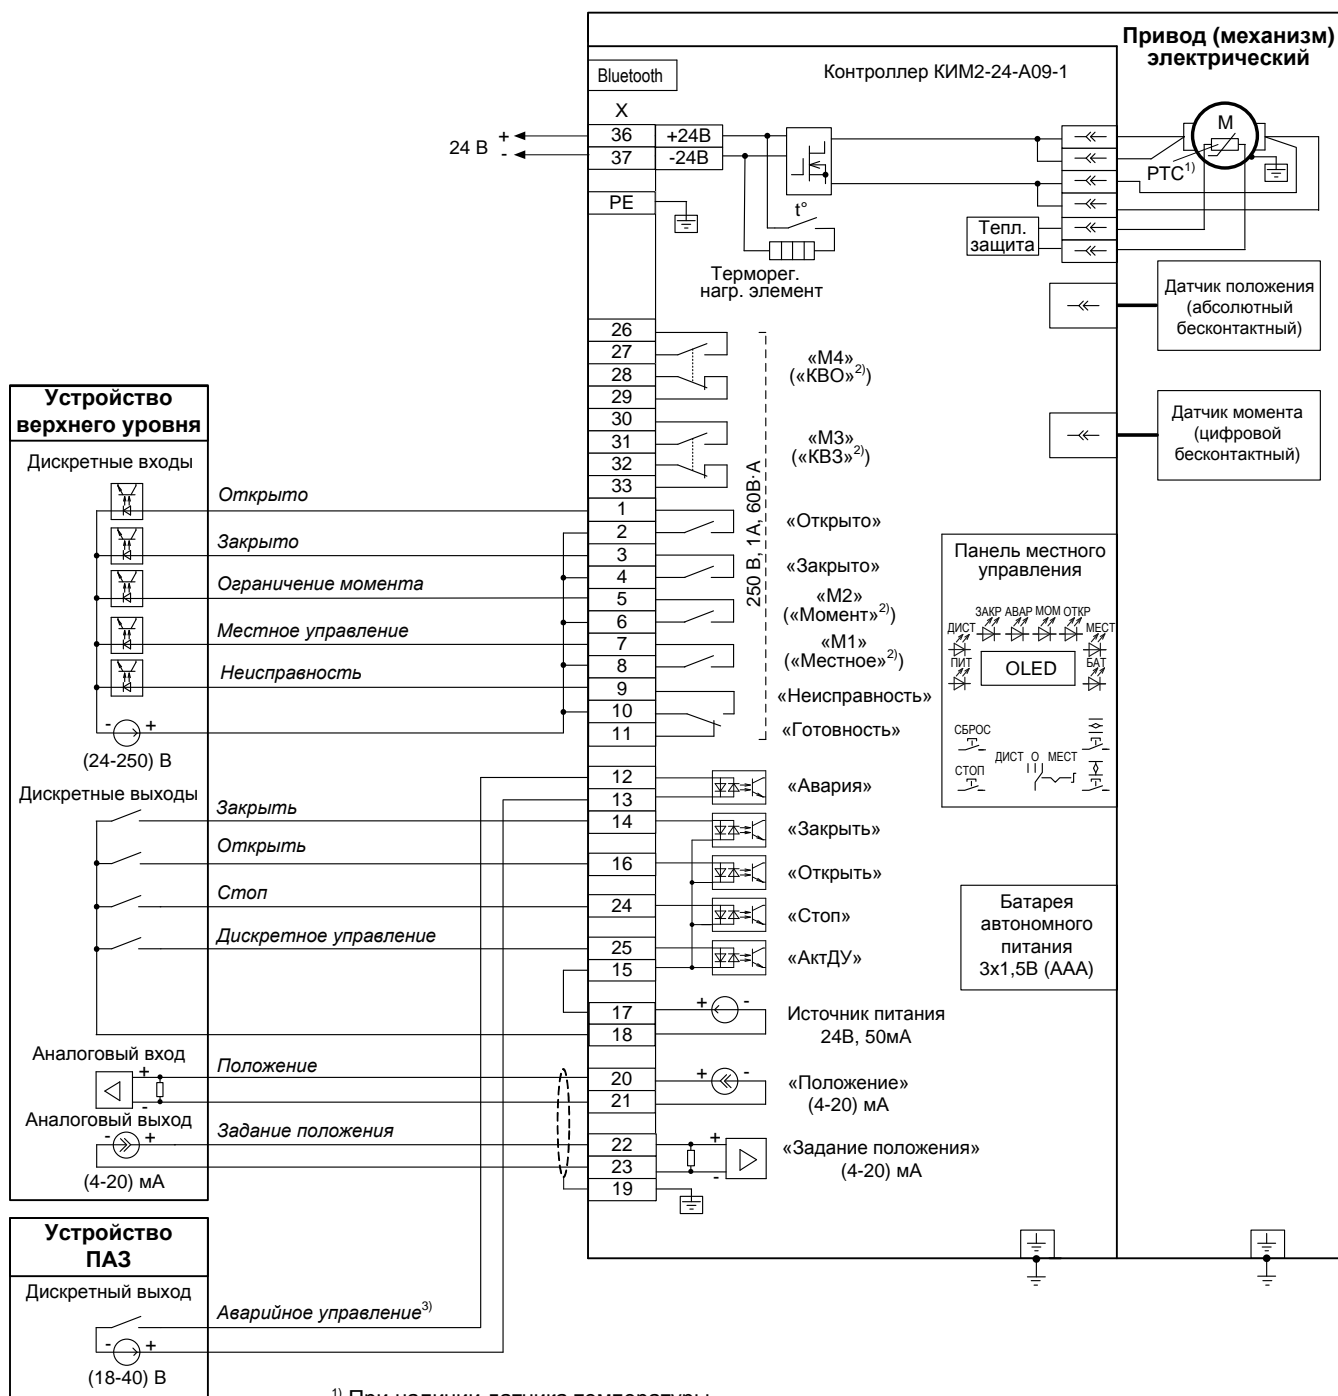 Привод (механизм)
электрический
Контроллер КИМ2-24-А09-1
Bluetooth
X
24 В
+
-
36
+24В
37
-24В
PE
t°
Терморег.
нагр. элемент
Тепл.
защита
M
PTC¹⁾
Датчик положения
(абсолютный
бесконтактный)
Датчик момента
(цифровой
бесконтактный)
26
27
28
29
«М4»
(«КВО»²⁾)
30
31
32
33
«М3»
(«КВЗ»²⁾)
250 В, 1А, 60В·А
1
2
«Открыто»
3
4
«Закрыто»
5
6
«М2»
(«Момент»²⁾)
7
8
«М1»
(«Местное»²⁾)
9
10
11
«Неисправность»
«Готовность»
12
13
«Авария»
14
«Закрыть»
16
«Открыть»
24
«Стоп»
25
15
«АктДУ»
17
18
+
-
Источник питания
24В, 50мА
20
21
+
-
«Положение»
(4-20) мА
22
23
19
+
-
«Задание положения»
(4-20) мА
Панель местного
управления
ЗАКР АВАР МОМ ОТКР
ДИСТ
МЕСТ
ПИТ
OLED
БАТ
СБРОС
ДИСТ О МЕСТ
СТОП
Батарея
автономного
питания
3х1,5В (ААА)
Устройство
верхнего уровня
Дискретные входы
Открыто
Закрыто
Ограничение момента
Местное управление
Неисправность
-
+
(24-250) В
Дискретные выходы
Закрыть
Открыть
Стоп
Дискретное управление
Аналоговый вход
+
-
Положение
Аналоговый выход
-
+
Задание положения
(4-20) мА
Устройство
ПАЗ
Дискретный выход
Аварийное управление³⁾
-
+
(18-40) В
¹⁾ При наличии датчика температуры